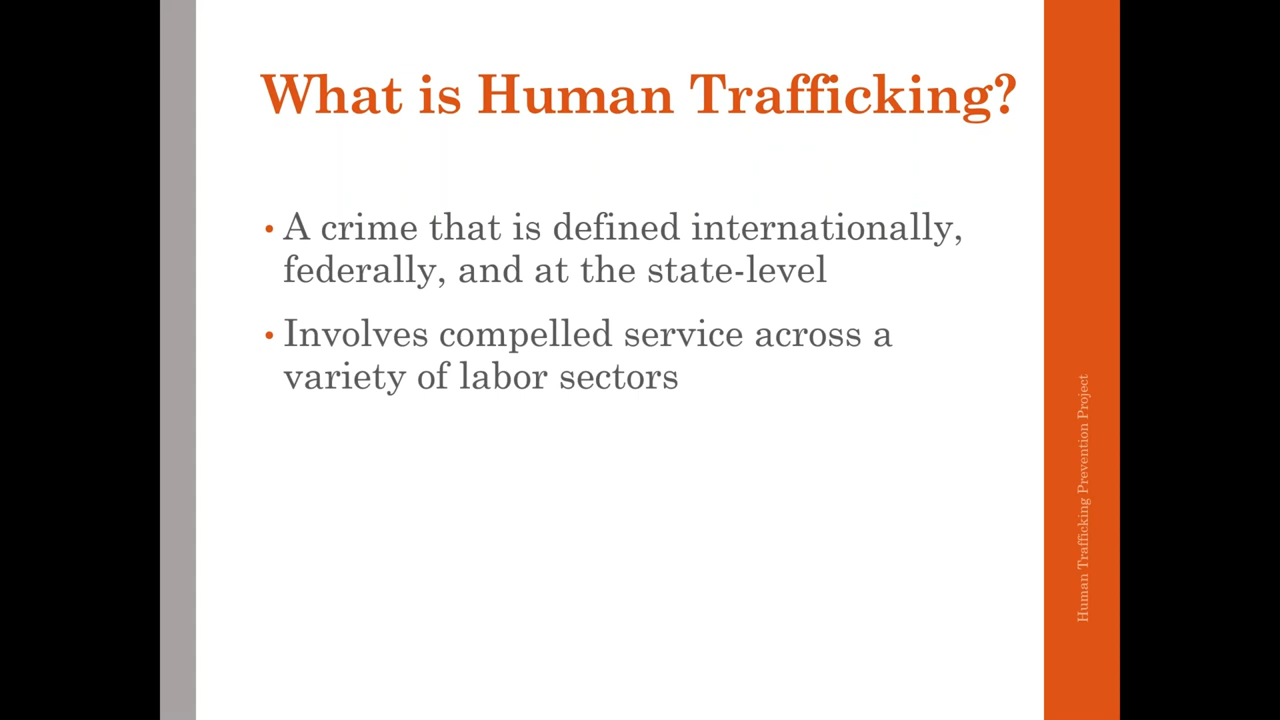 What is Human Trafficking?
• A crime that is defined internationally,
federally, and at the state-level
• Involves compelled service across a
variety of labor sectors
Human Trafficking Prevention Project